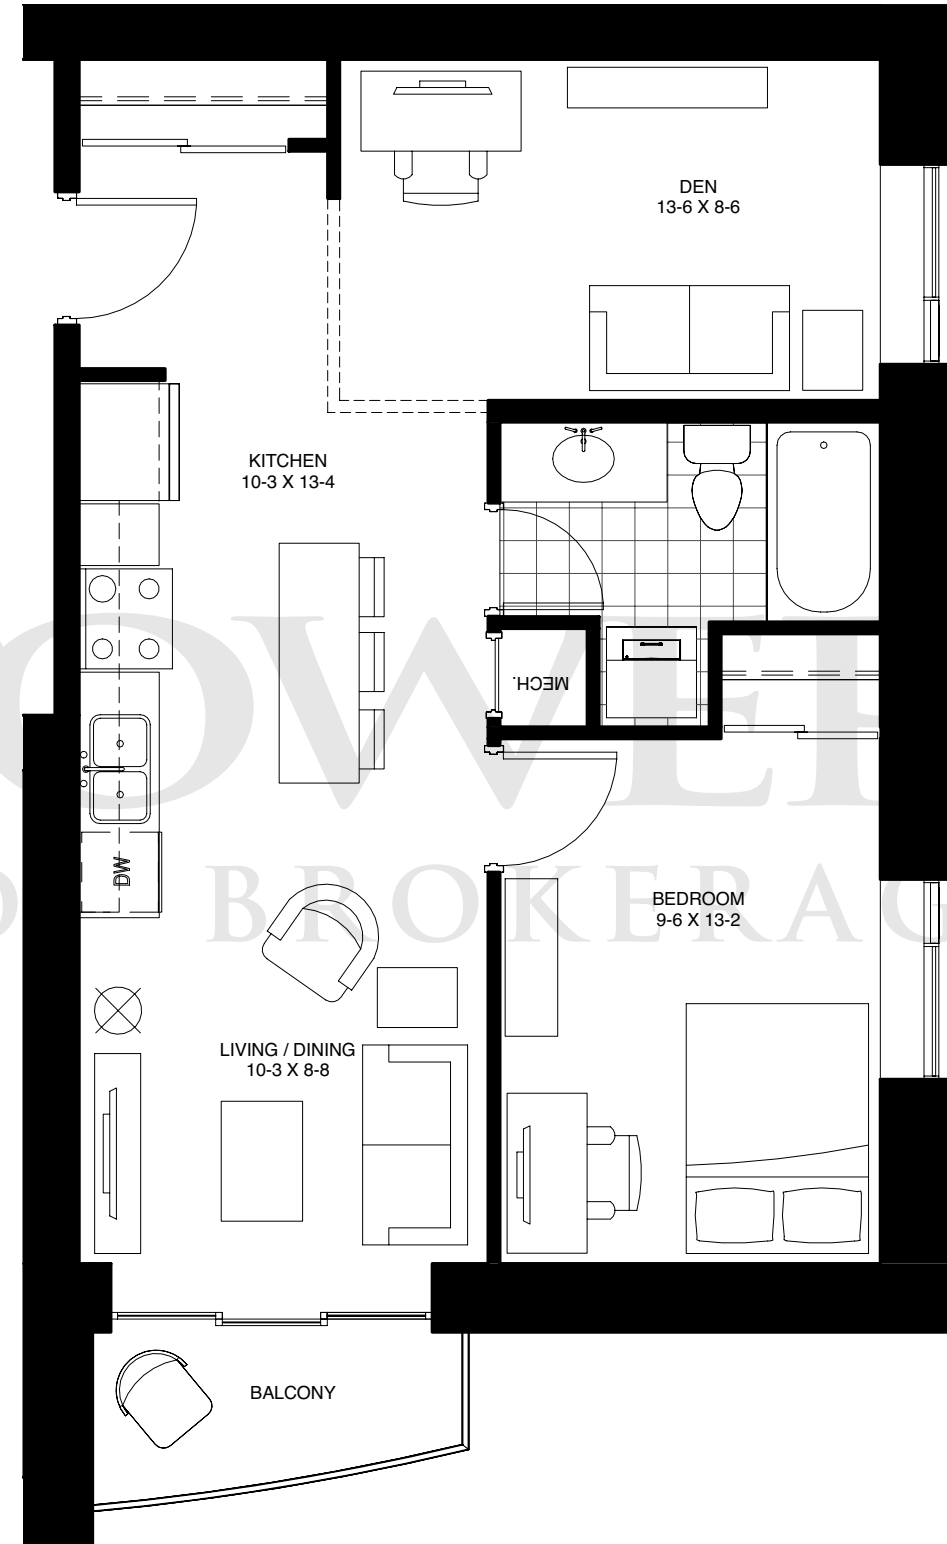 DEN
13-6 X 8-6
KITCHEN
10-3 X 13-4
MECH.
DW
BEDROOM
9-6 X 13-2
LIVING / DINING
10-3 X 8-8
BALCONY
OWER
BROKERAG